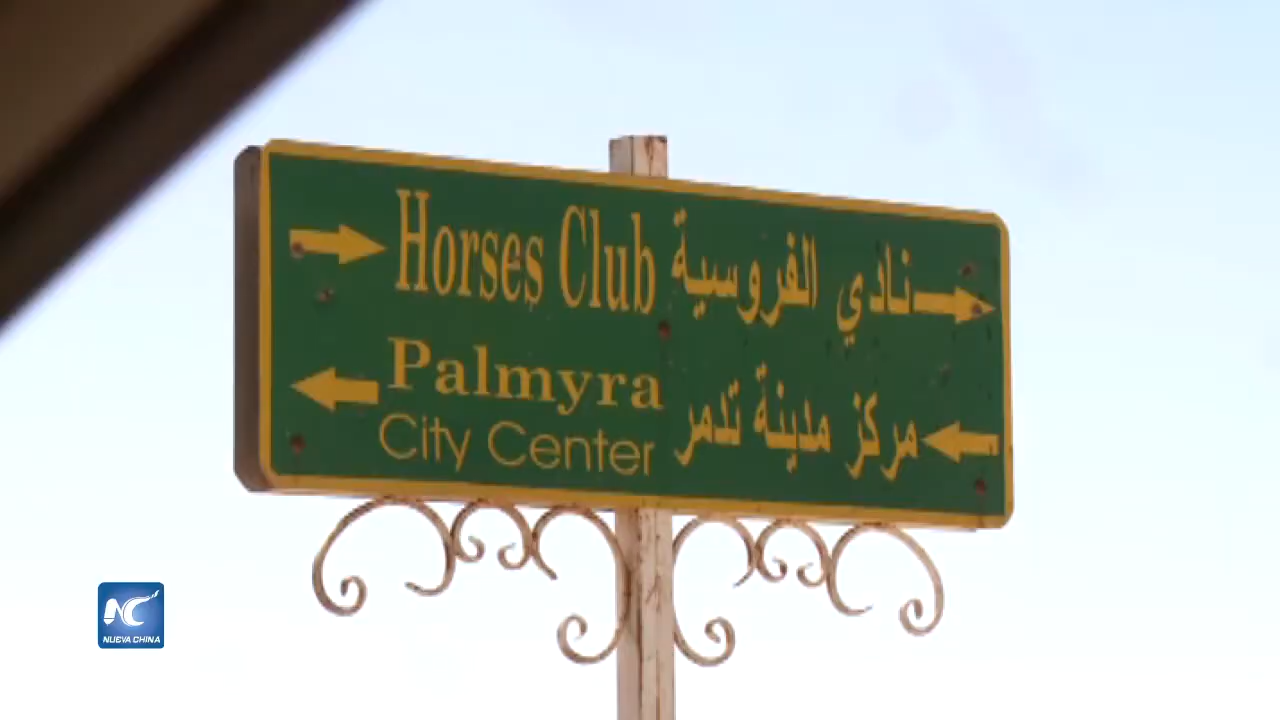 Horses Club نادي الفروسية
Palmyra مركز مدينة تدمر
City Center
NC
NUEVA CHINA